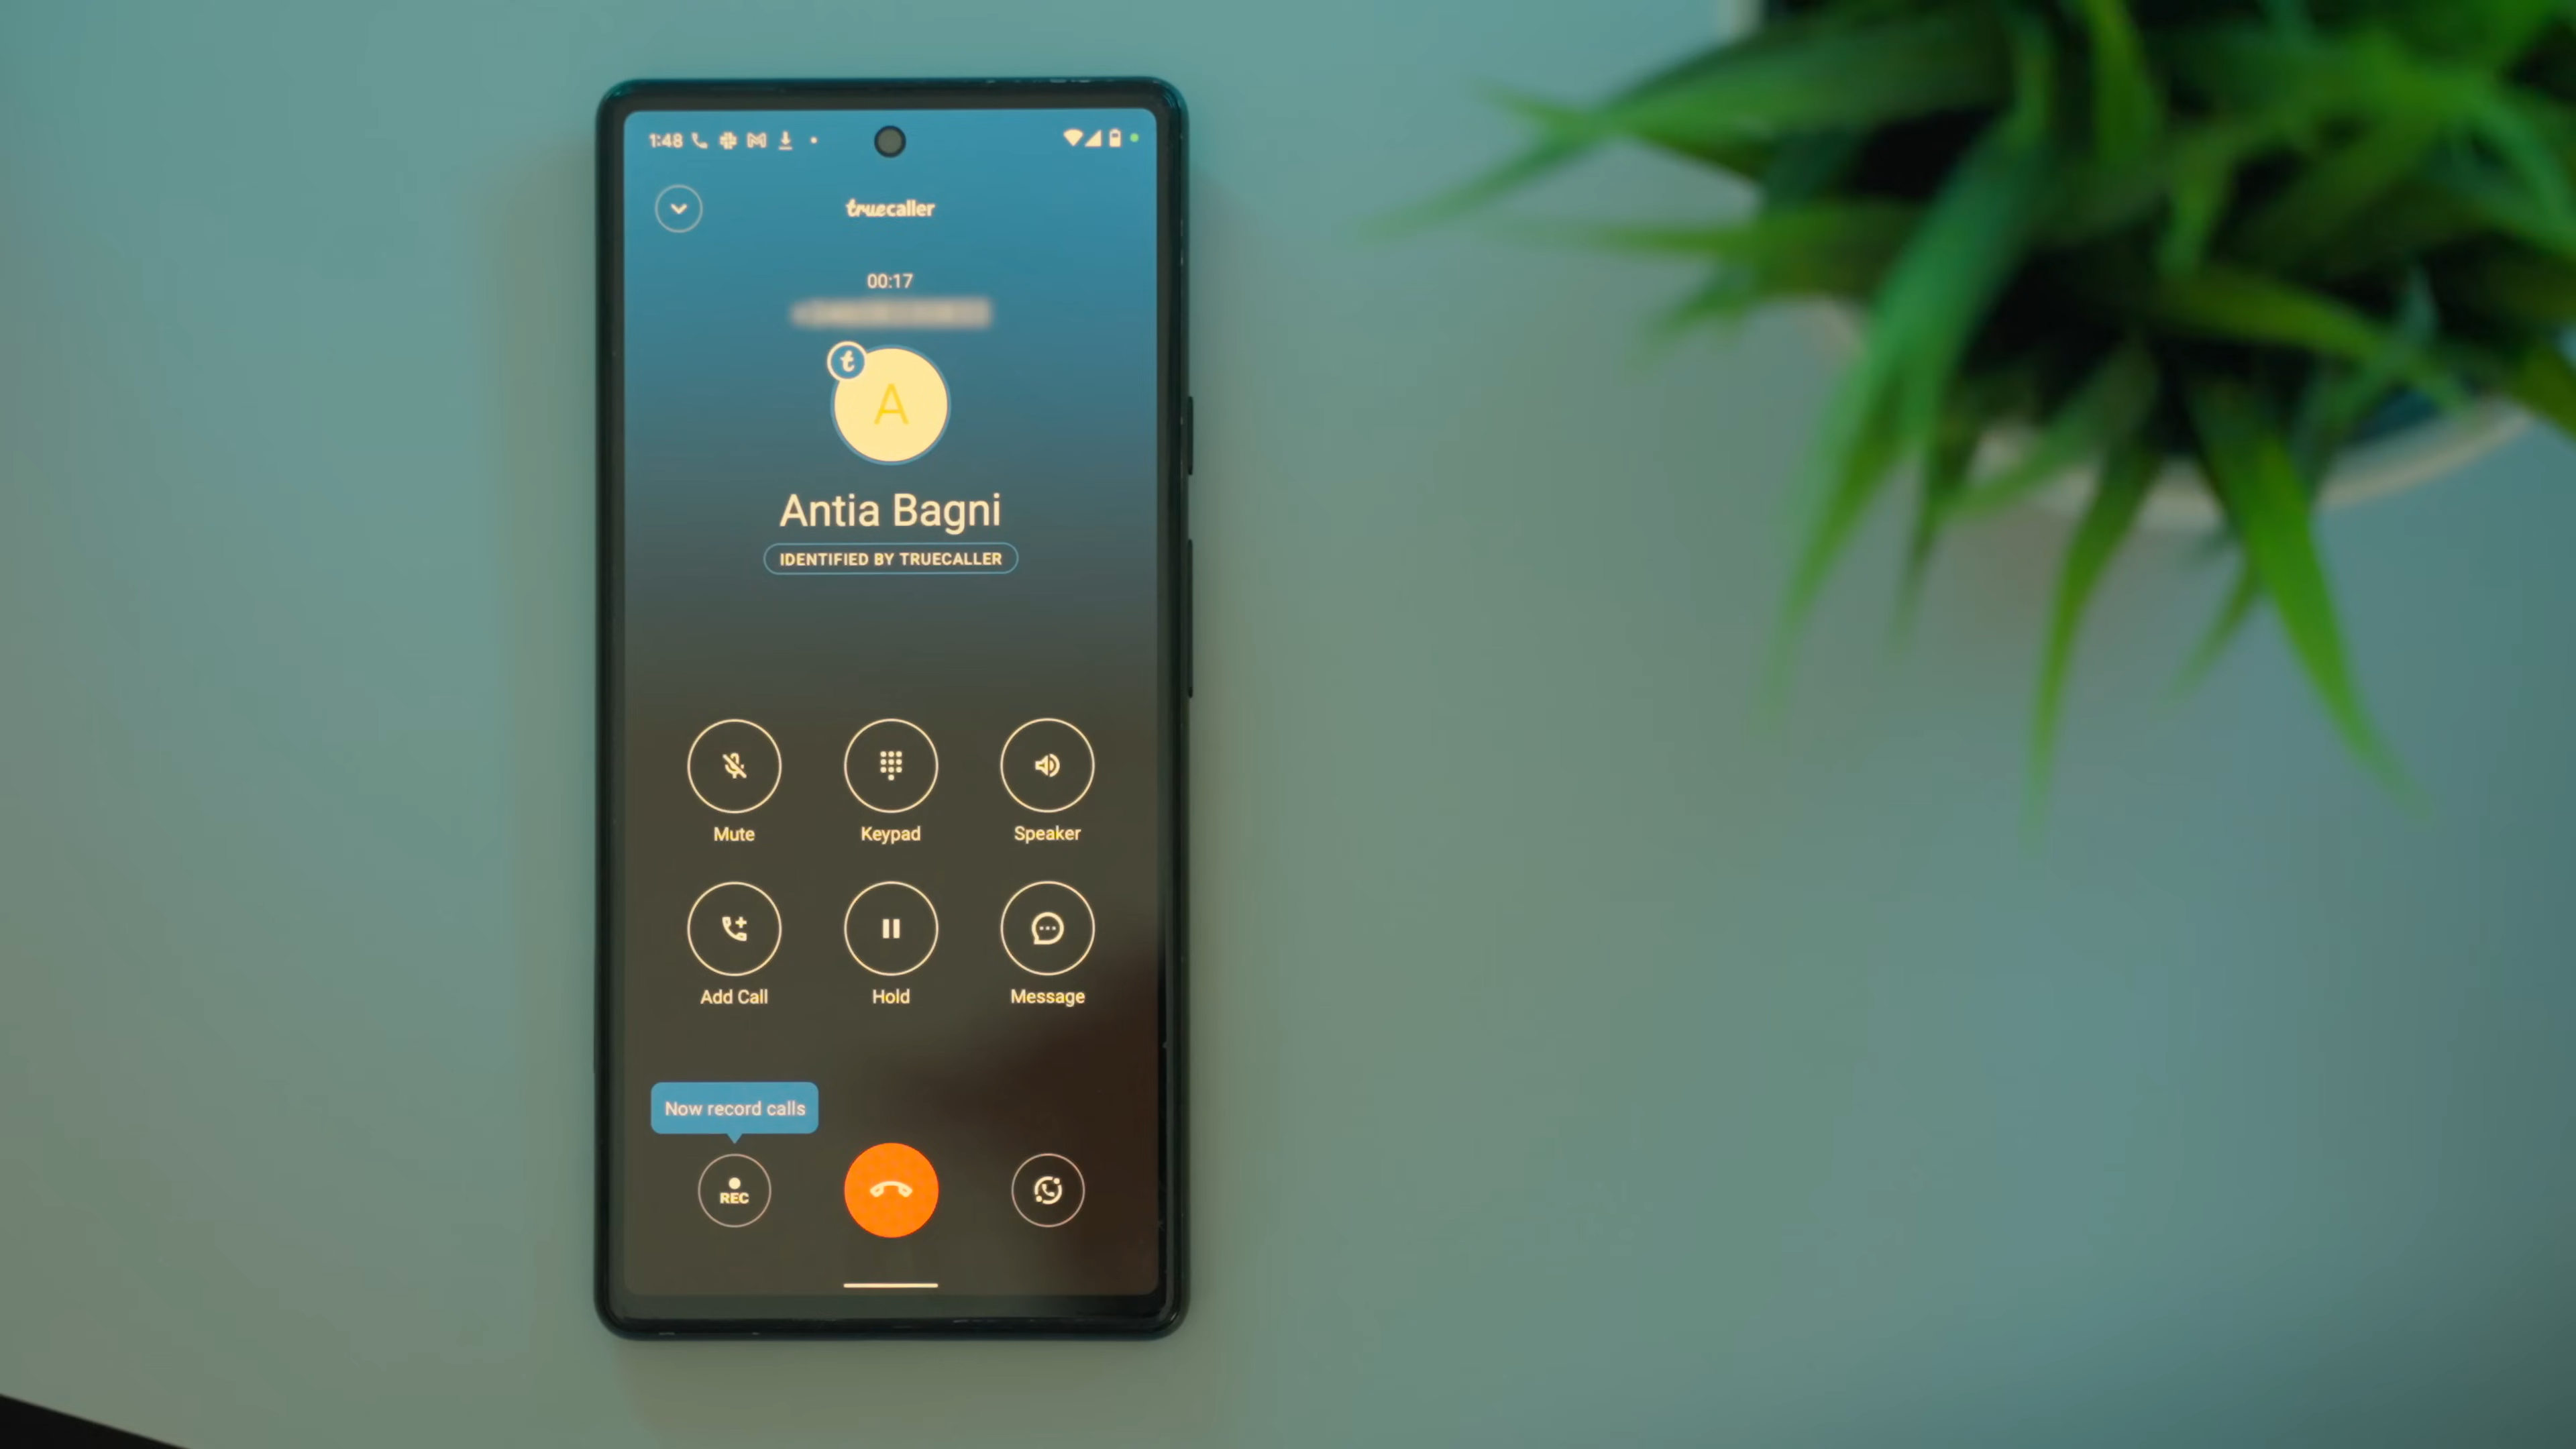 1:48
truecaller
00:17
t
A
Antia Bagni
IDENTIFIED BY TRUECALLER
Mute
Keypad
Speaker
Add Call
Hold
Message
Now record calls
REC